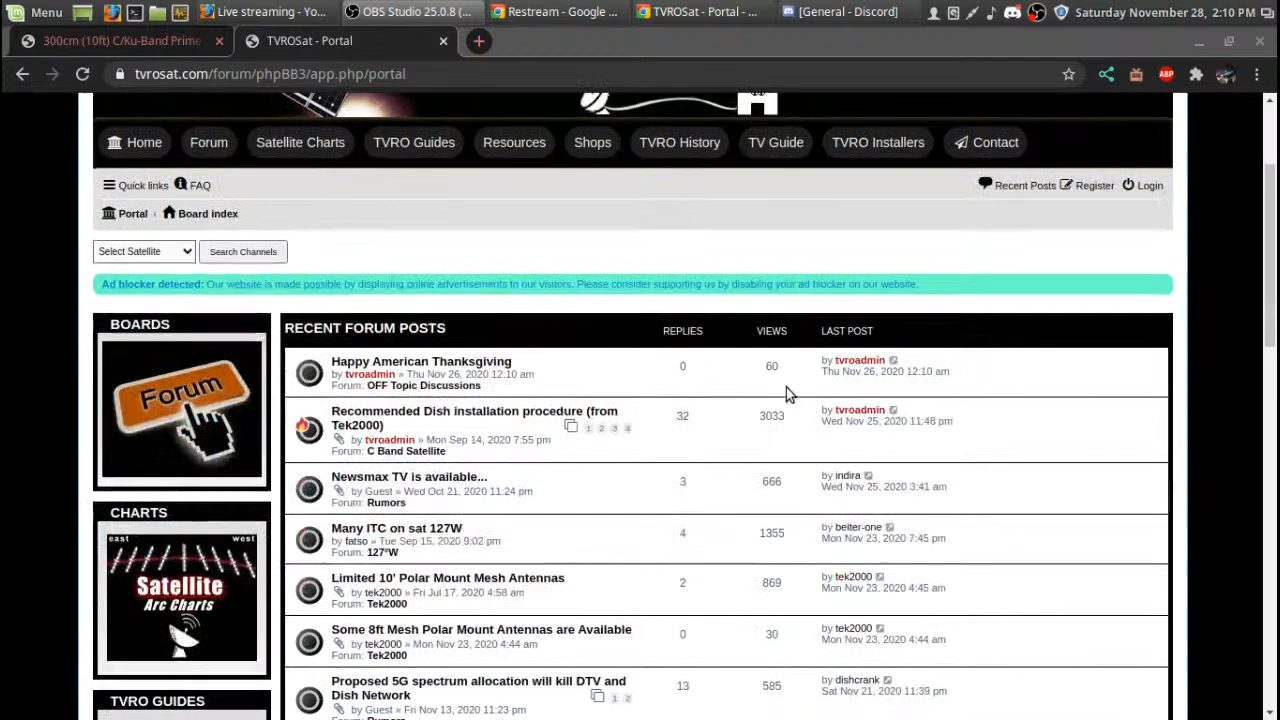 Menu
Live streaming - Yo...
OBS Studio 25.0.8 (...
Restream - Google ...
TVROSat - Portal - ...
[General - Discord]
Saturday November 28, 2:10 PM
300cm (10ft) C/Ku-Band Prime
TVROSat - Portal
tvrosat.com/forum/phpBB3/app.php/portal
ABP
Home Forum Satellite Charts TVRO Guides Resources Shops TVRO History TV Guide TVRO Installers Contact
Quick links FAQ Recent Posts Register Login
Portal Board index
Select Satellite Search Channels
Ad blocker detected: Our website is made possible by displaying online advertisements to our visitors. Please consider supporting us by disabling your ad blocker on our website.
BOARDS
Forum
CHARTS
east west
Satellite
Arc Charts
TVRO GUIDES
RECENT FORUM POSTS REPLIES VIEWS LAST POST
Happy American Thanksgiving
by tvroadmin » Thu Nov 26, 2020 12:10 am
Forum: OFF Topic Discussions
0 60
by tvroadmin
Thu Nov 26, 2020 12:10 am
Recommended Dish installation procedure (from
Tek2000) 1 2 3 4
by tvroadmin » Mon Sep 14, 2020 7:55 pm
Forum: C Band Satellite
32 3033
by tvroadmin
Wed Nov 25, 2020 11:48 pm
Newsmax TV is available...
by Guest » Wed Oct 21, 2020 11:24 pm
Forum: Rumors
3 666
by indira
Wed Nov 25, 2020 3:41 am
Many ITC on sat 127W
by fatso » Tue Sep 15, 2020 9:02 pm
Forum: 127°W
4 1355
by belter-one
Mon Nov 23, 2020 7:45 pm
Limited 10' Polar Mount Mesh Antennas
by tek2000 » Fri Jul 17, 2020 4:58 am
Forum: Tek2000
2 869
by tek2000
Mon Nov 23, 2020 4:45 am
Some 8ft Mesh Polar Mount Antennas are Available
by tek2000 » Mon Nov 23, 2020 4:44 am
Forum: Tek2000
0 30
by tek2000
Mon Nov 23, 2020 4:44 am
Proposed 5G spectrum allocation will kill DTV and
Dish Network 1 2
by Guest » Fri Nov 13, 2020 11:23 pm
Forum: Rumors
13 585
by dishcrank
Sat Nov 21, 2020 11:39 pm